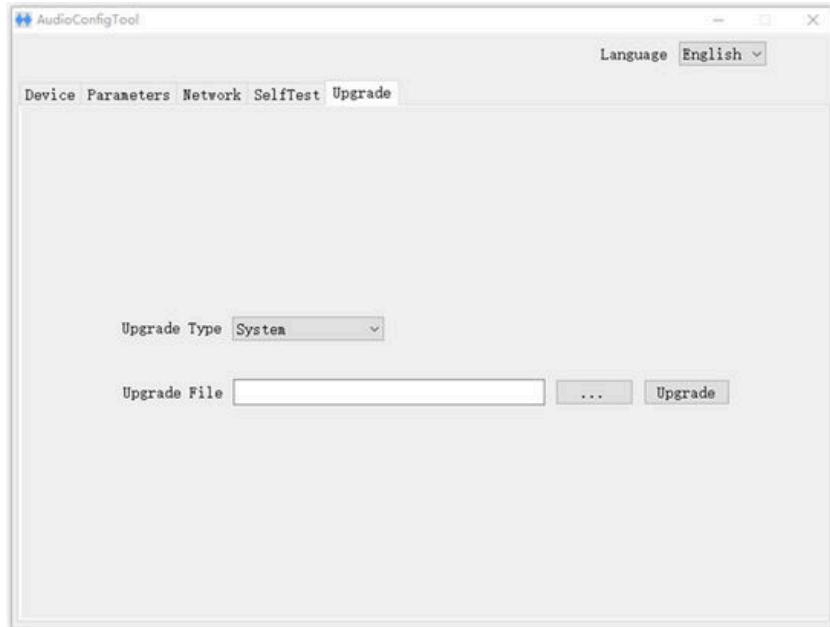 AudioConfigTool
Language English
Device Parameters Network SelfTest Upgrade
Upgrade Type System
Upgrade File ... Upgrade